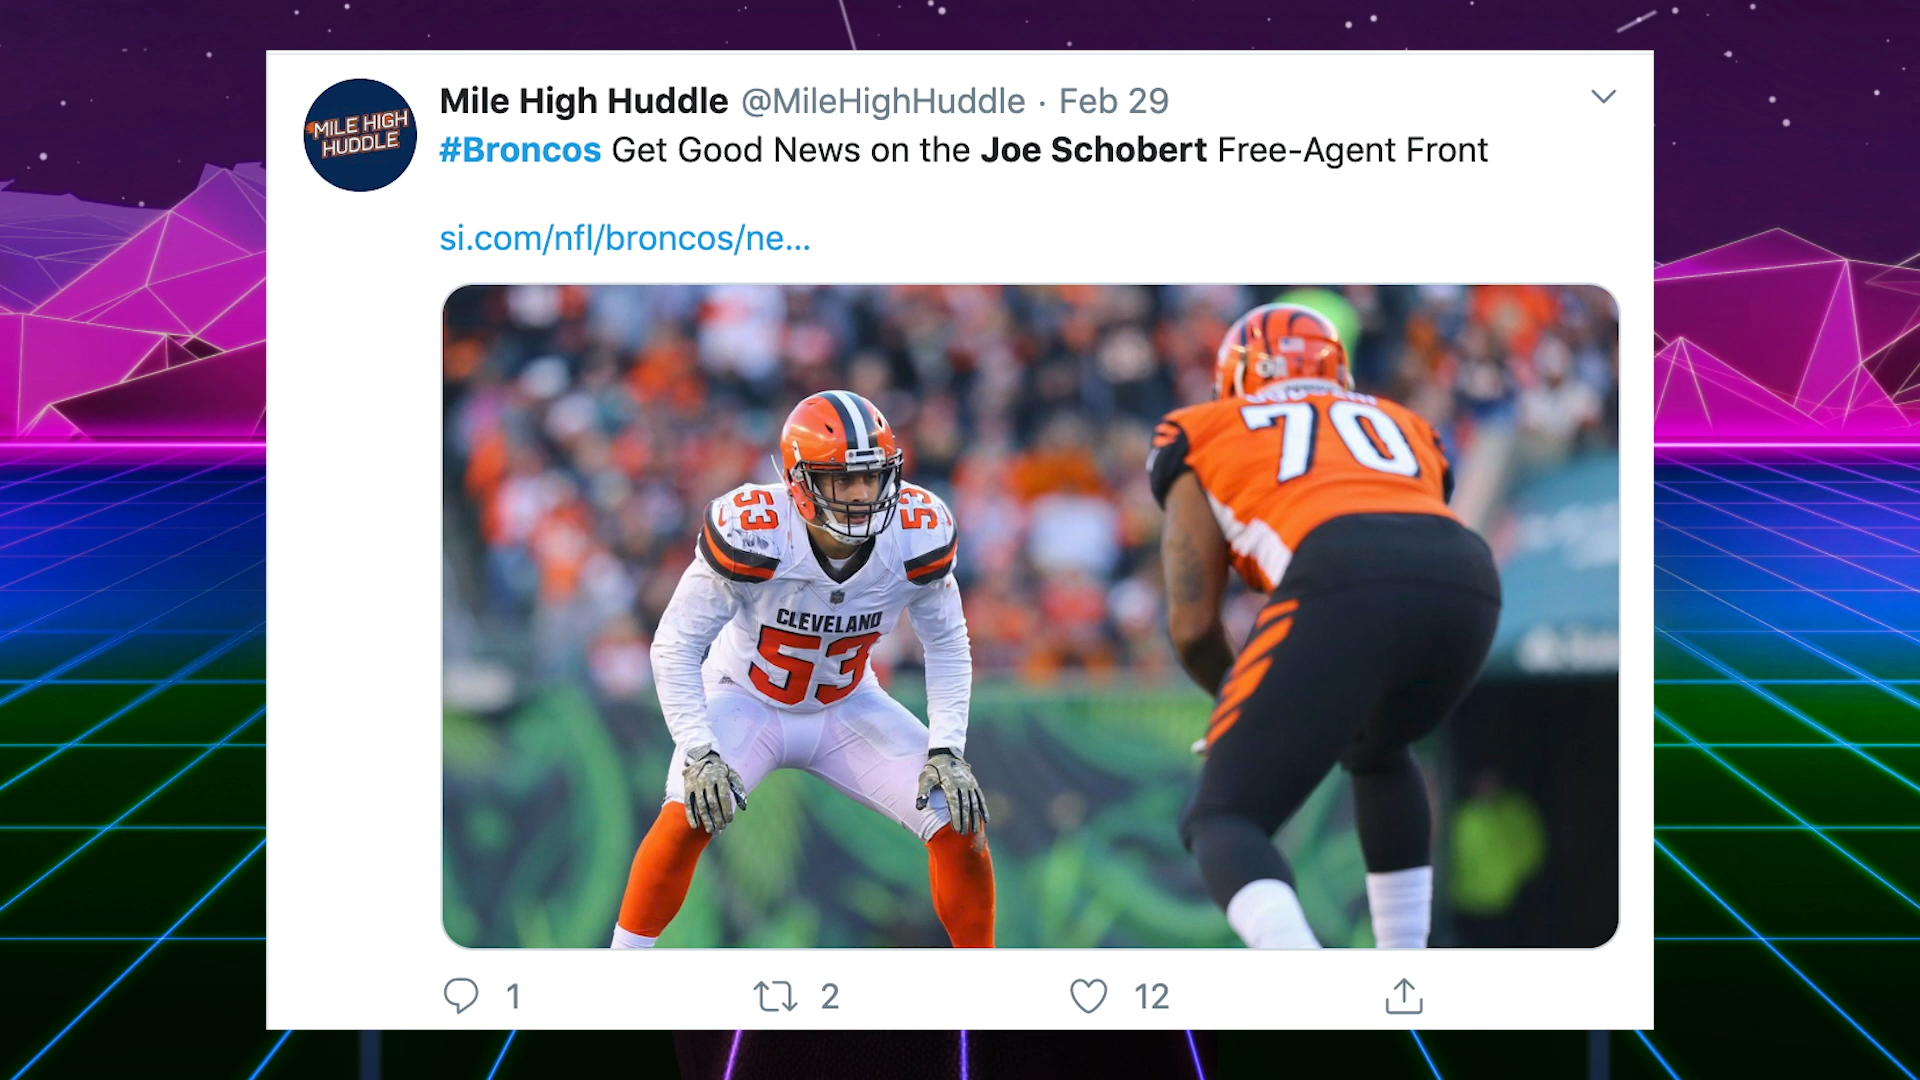 Mile High Huddle @MileHighHuddle · Feb 29
MILE HIGH
HUDDLE
#Broncos Get Good News on the Joe Schobert Free-Agent Front
si.com/nfl/broncos/ne...
70
53
53
CLEVELAND
53
1
2
12